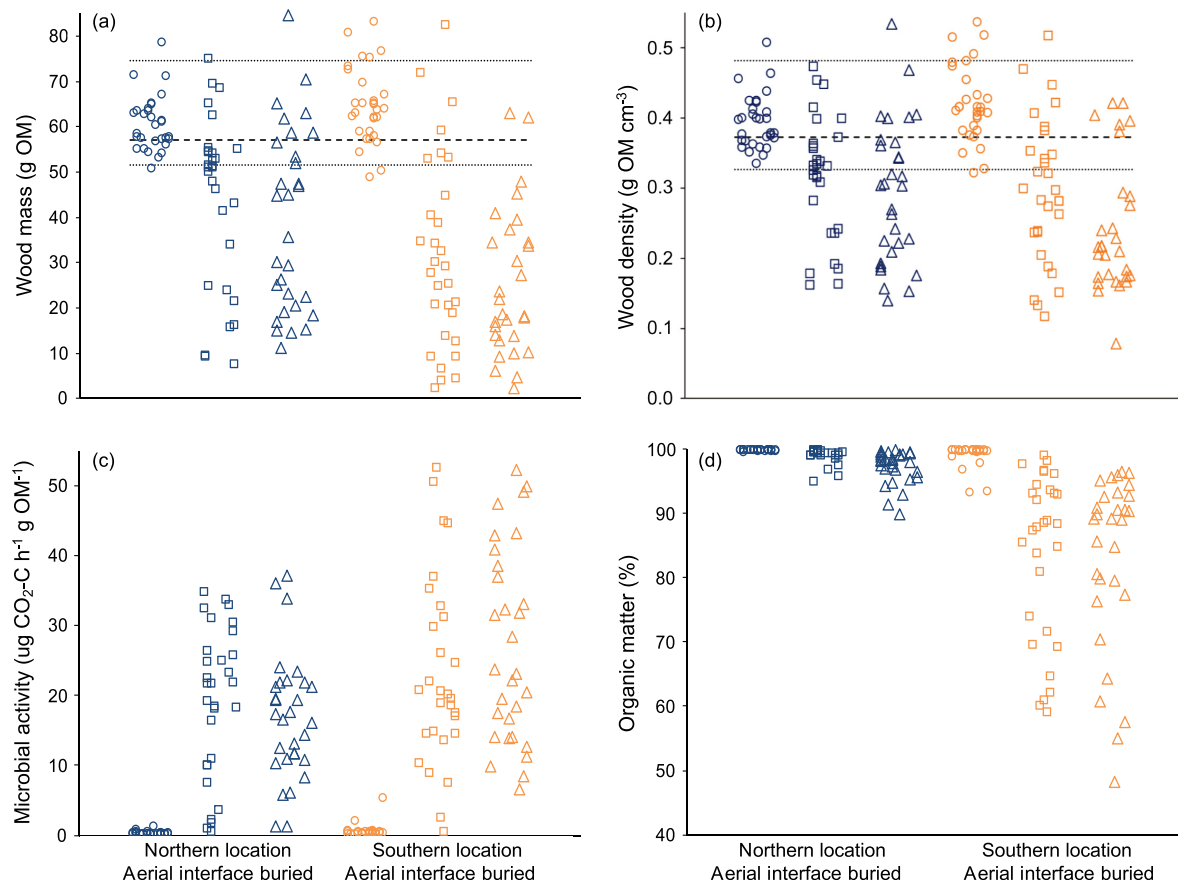 (a)
Wood mass (g OM)
80
70
60
50
40
30
20
10
0
(b)
Wood density (g OM cm⁻³)
0.5
0.4
0.3
0.2
0.1
0.0
(c)
Microbial activity (ug CO₂-C h⁻¹ g OM⁻¹)
50
40
30
20
10
0
Northern location
Aerial interface buried
Southern location
Aerial interface buried
(d)
Organic matter (%)
100
90
80
70
60
50
40
Northern location
Aerial interface buried
Southern location
Aerial interface buried